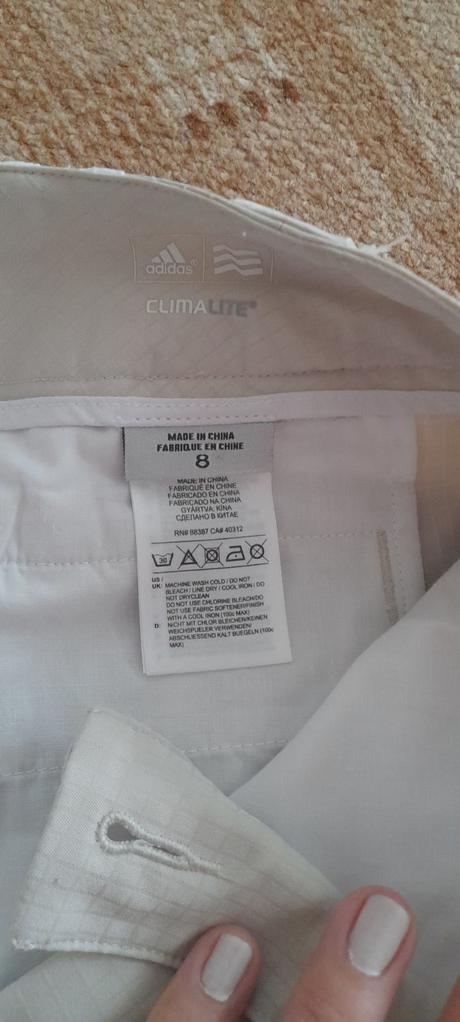 adidas®
CLIMALITE®
MADE IN CHINA
FABRIQUE EN CHINE
8
MADE IN CHINA
FABRIQUÉ EN CHINE
FABRICADO EN CHINA
FABRICADO NA CHINA
GYÁRTVA: KÍNA
СДЕЛАНО В КИТАЕ
RN# 88387 CA# 40312
30
US /
UK: MACHINE WASH COLD / DO NOT
BLEACH / LINE DRY / COOL IRON / DO
NOT DRYCLEAN
DO NOT USE CHLORINE BLEACH/DO
NOT USE FABRIC SOFTENER/FINISH
WITH A COOL IRON (100c MAX)
D: NICHT MIT CHLOR BLEICHEN/KEINEN
WEICHSPUELER VERWENDEN/
ABSCHLIESSEND KALT BUEGELN (100c
MAX)